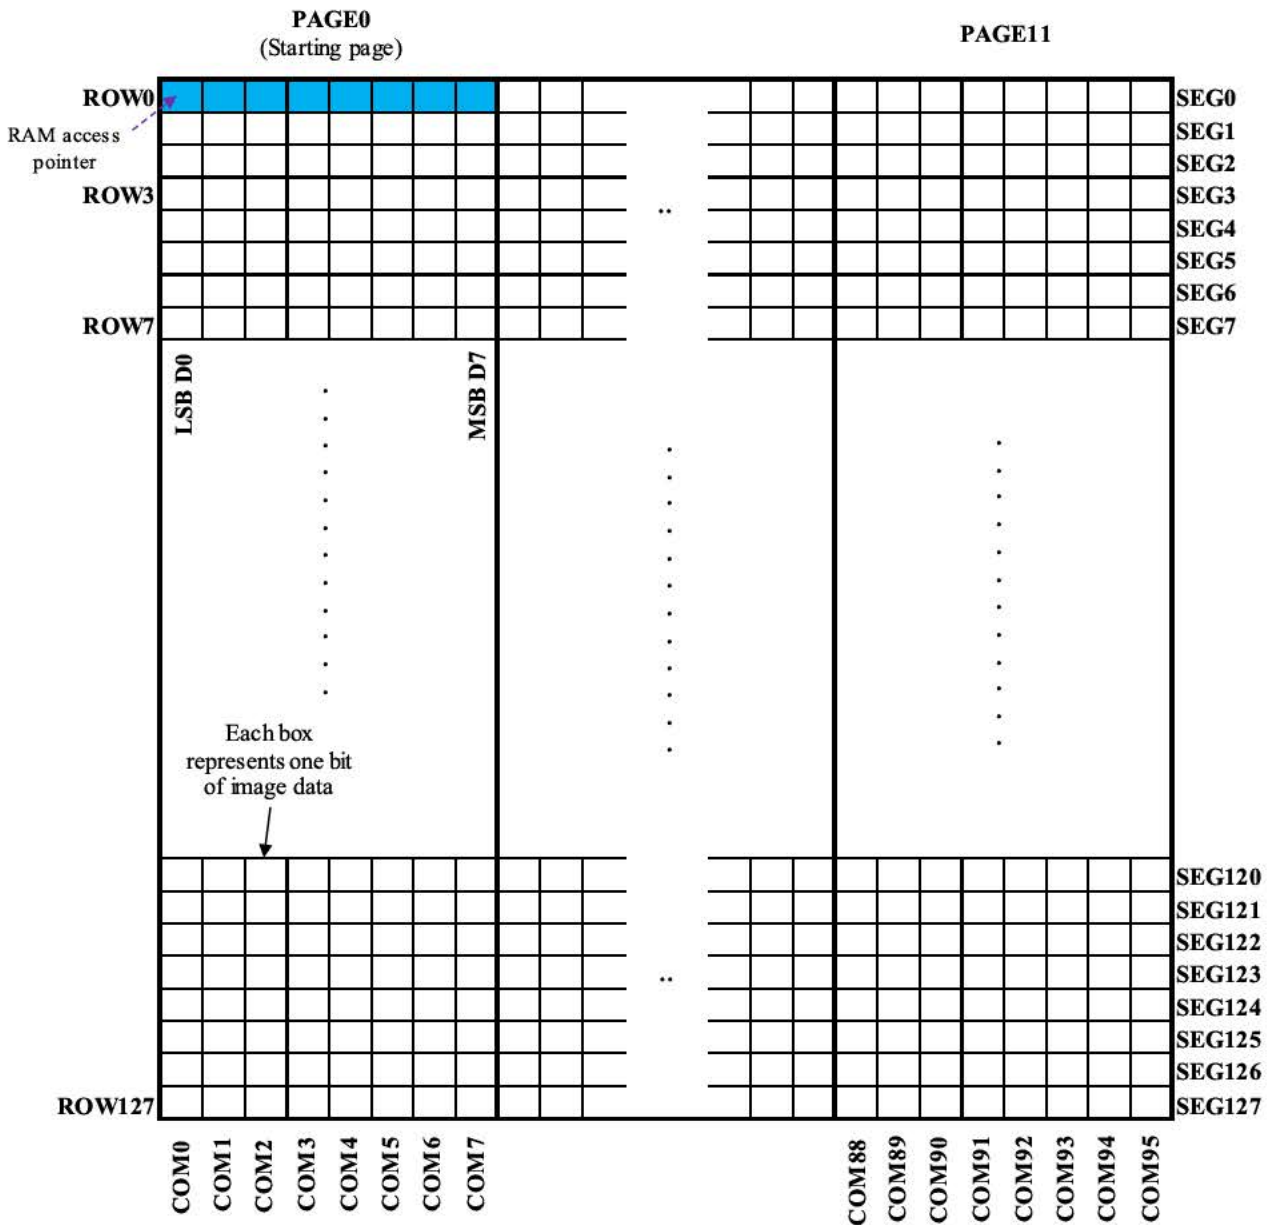 PAGE0
(Starting page)
PAGE11
ROW0
SEG0
RAM access
pointer
SEG1
SEG2
ROW3
SEG3
SEG4
SEG5
SEG6
ROW7
SEG7
LSB D0
MSB D7
Each box
represents one bit
of image data
SEG120
SEG121
SEG122
SEG123
SEG124
SEG125
SEG126
ROW127
SEG127
COM0
COM1
COM2
COM3
COM4
COM5
COM6
COM7
COM88
COM89
COM90
COM91
COM92
COM93
COM94
COM95